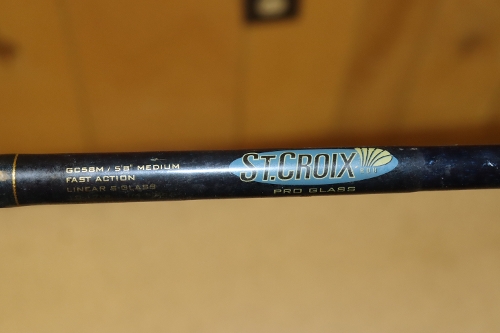 GC58M / 5'8" MEDIUM
FAST ACTION
LINEAR S-GLASS
ST.CROIX
PRO GLASS